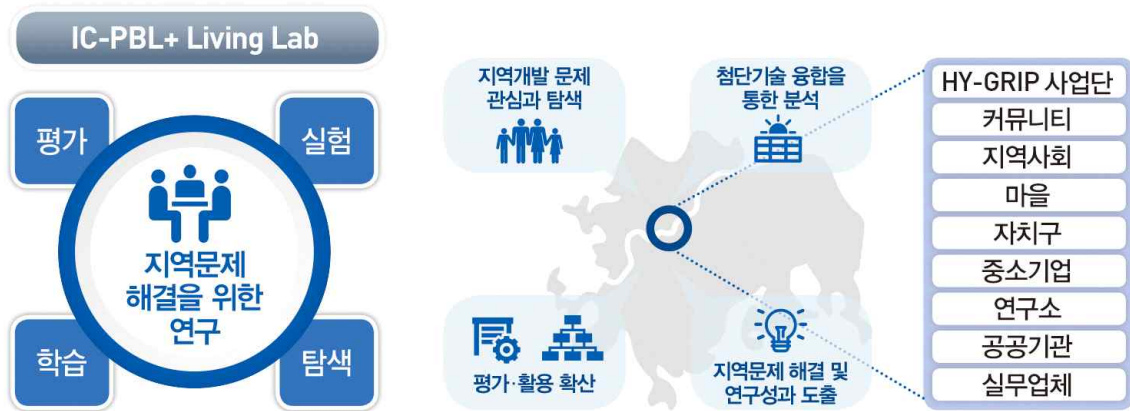 IC-PBL+ Living Lab
평가
실험
지역문제
해결을 위한
연구
학습
탐색
지역개발 문제
관심과 탐색
첨단기술 융합을
통한 분석
평가·활용 확산
지역문제 해결 및
연구성과 도출
HY-GRIP 사업단
커뮤니티
지역사회
마을
자치구
중소기업
연구소
공공기관
실무업체